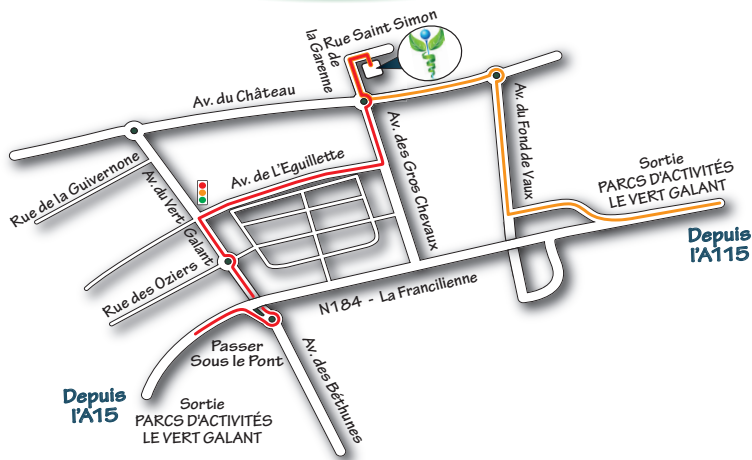 Rue Saint Simon
de
la Garenne
Av. du Château
Av. du Fond de Vaux
Av. des Gros Chevaux
Av. de L'Eguillette
Rue de la Guivernone
Av. du Vert Galant
Rue des Oziers
Sortie
PARCS D'ACTIVITÉS
LE VERT GALANT
Depuis
l'A115
N184 - La Francilienne
Passer
Sous le Pont
Av. des Béthunes
Depuis
l'A15
Sortie
PARCS D'ACTIVITÉS
LE VERT GALANT